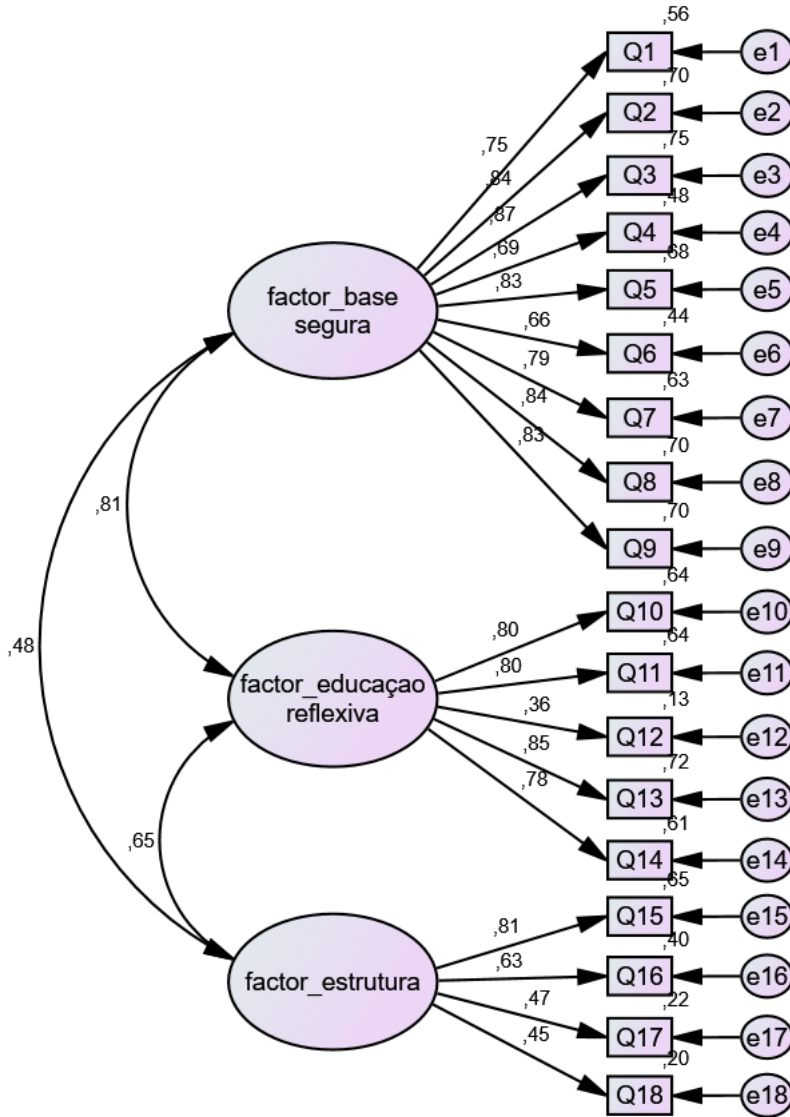 ,56
Q1
e1
,70
Q2
e2
,75
,75
Q3
e3
,84
,48
,87
Q4
e4
,69
,68
,83
Q5
e5
factor_base
segura
,44
,66
Q6
e6
,79
,63
,84
Q7
e7
,83
,70
Q8
e8
,81
,70
Q9
e9
,64
,80
Q10
e10
,64
,48
,80
Q11
e11
factor_educaçao
reflexiva
,13
,36
Q12
e12
,85
,72
,78
Q13
e13
,61
,65
Q14
e14
,65
,81
Q15
e15
,40
,63
Q16
e16
factor_estrutura
,22
,47
Q17
e17
,45
,20
Q18
e18